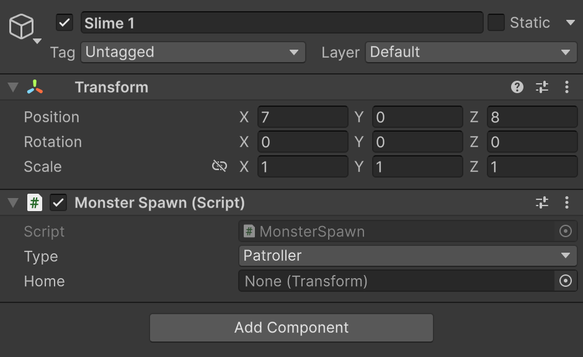 Slime 1 Static
Tag Untagged Layer Default
Transform
Position X 7 Y 0 Z 8
Rotation X 0 Y 0 Z 0
Scale X 1 Y 1 Z 1
# Monster Spawn (Script)
Script # MonsterSpawn
Type Patroller
Home None (Transform)
Add Component